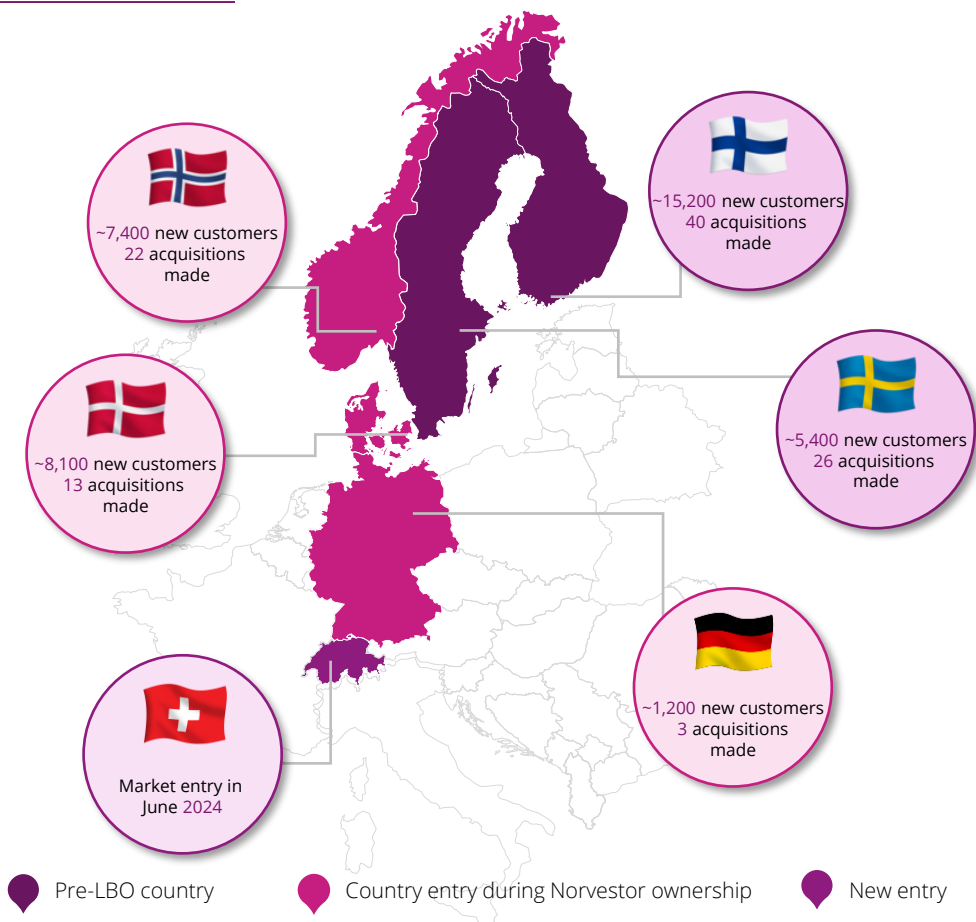 ~7,400 new customers
22 acquisitions
made
~15,200 new customers
40 acquisitions
made
~8,100 new customers
13 acquisitions
made
~5,400 new customers
26 acquisitions
made
~1,200 new customers
3 acquisitions
made
Market entry in
June 2024
Pre-LBO country
Country entry during Norvestor ownership
New entry